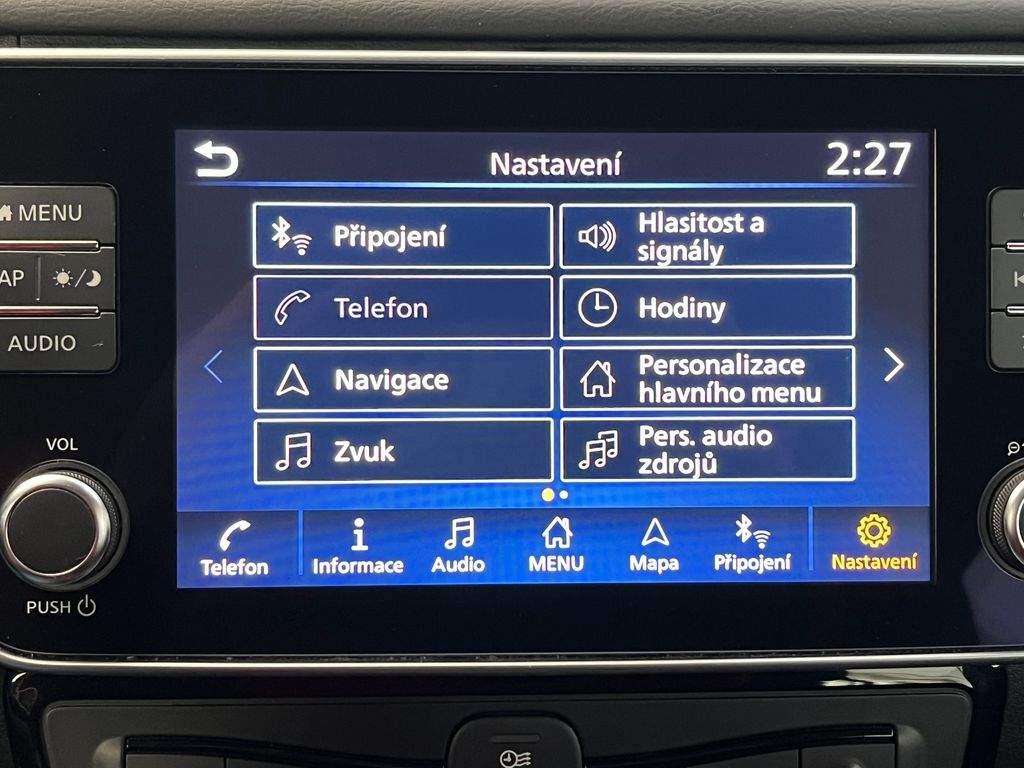 Nastavení
2:27
MENU
Připojení
Hlasitost a
signály
AP
Telefon
Hodiny
AUDIO
Navigace
Personalizace
hlavního menu
Zvuk
Pers. audio
zdrojů
VOL
Telefon
Informace
Audio
MENU
Mapa
Připojení
Nastavení
PUSH